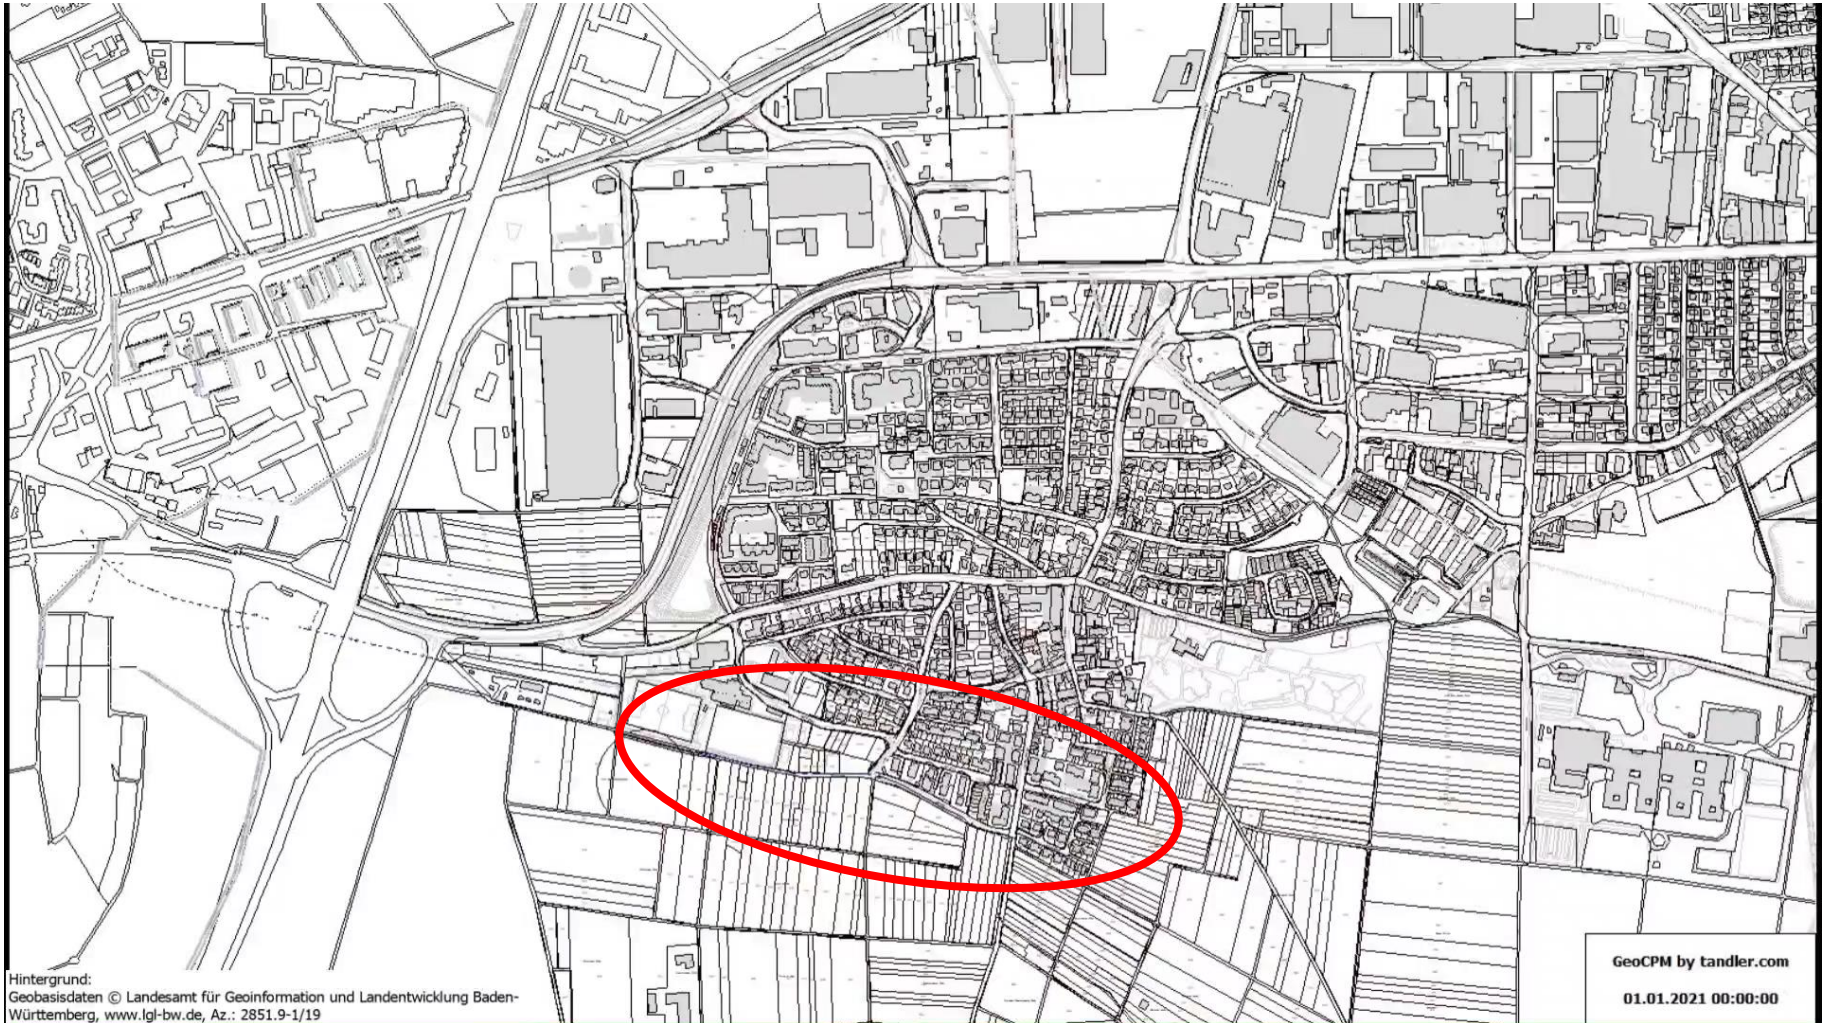 Hintergrund:
Geobasisdaten © Landesamt für Geoinformation und Landentwicklung Baden-
Württemberg, www.lgl-bw.de, Az.: 2851.9-1/19
GeoCPM by tandler.com
01.01.2021 00:00:00